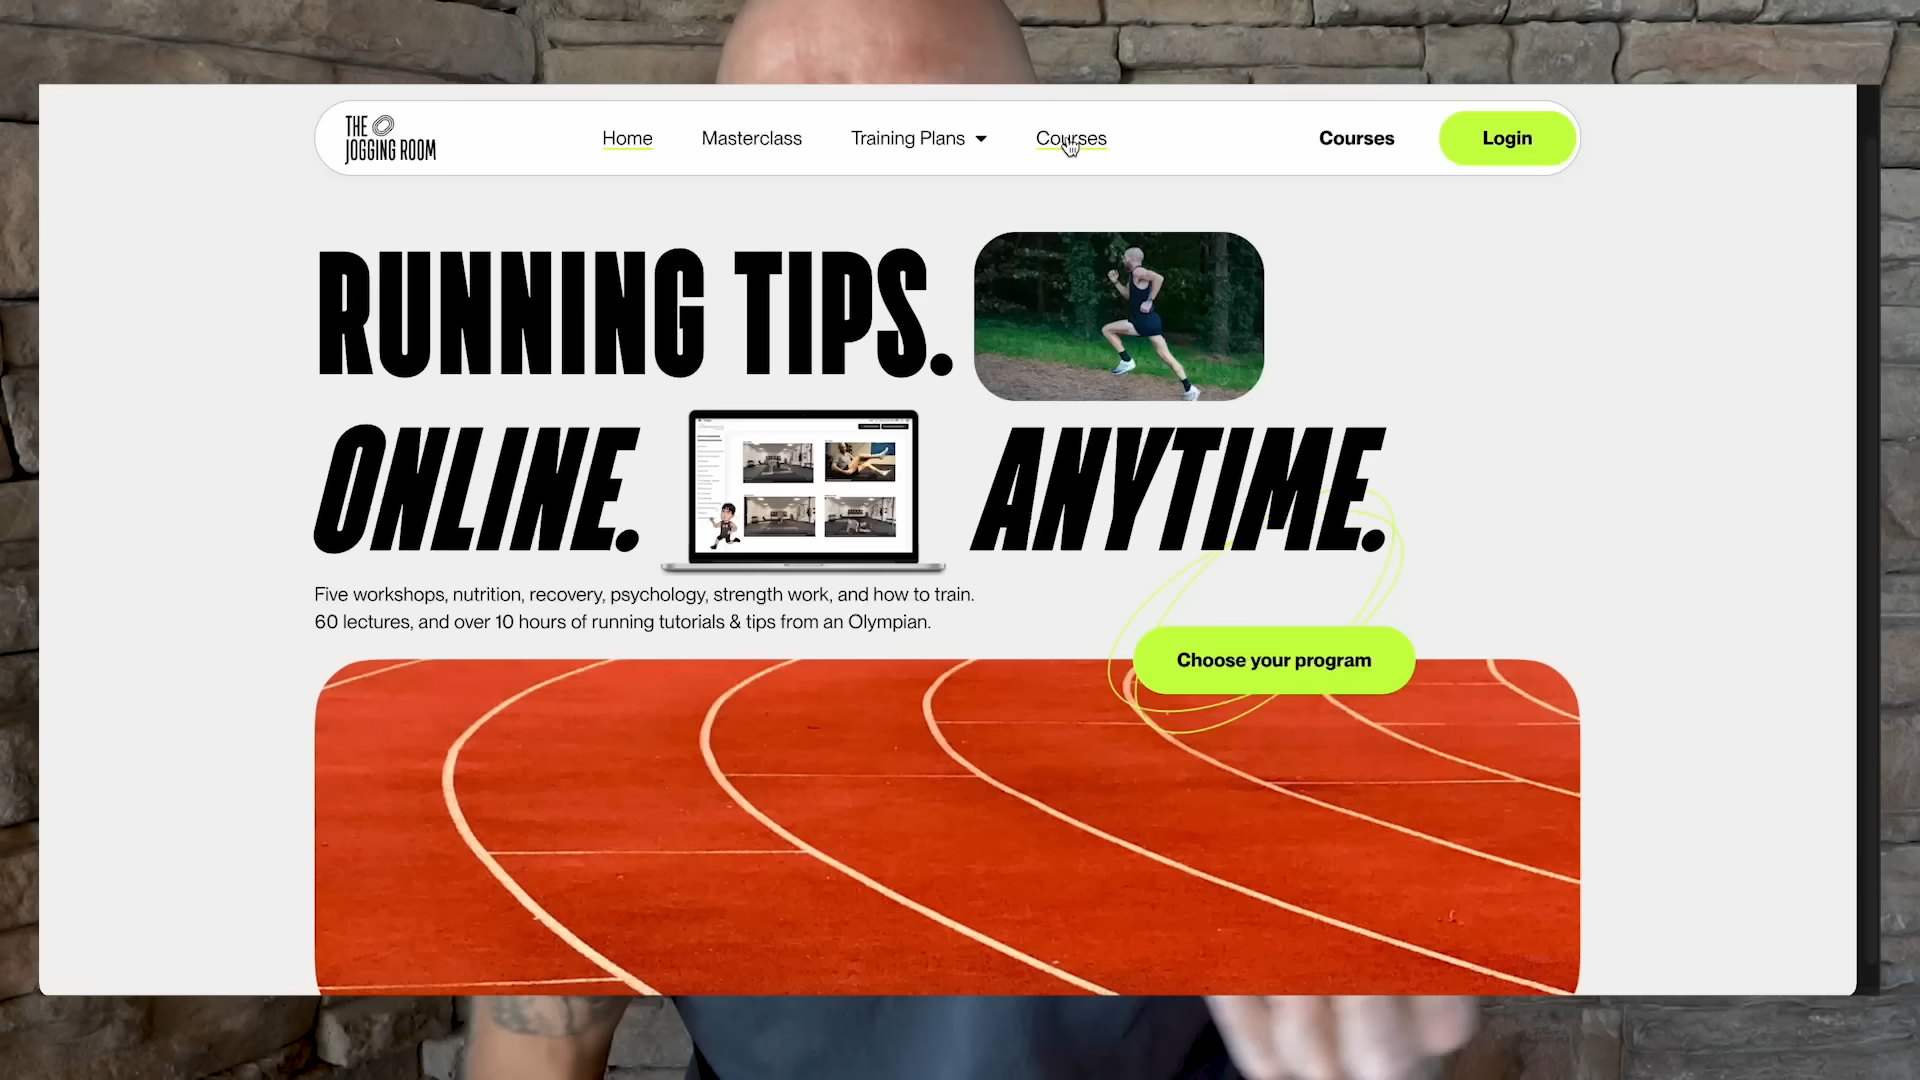 THE
JOGGING ROOM
Home
Masterclass
Training Plans
Courses
Courses
Login
RUNNING TIPS.
ONLINE.
ANYTIME.
Five workshops, nutrition, recovery, psychology, strength work, and how to train.
60 lectures, and over 10 hours of running tutorials & tips from an Olympian.
Choose your program